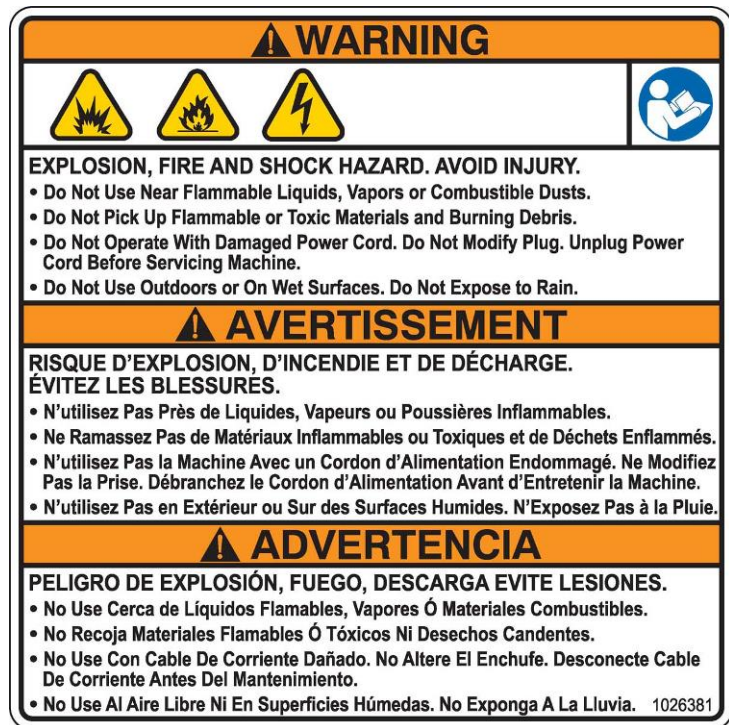 WARNING
EXPLOSION, FIRE AND SHOCK HAZARD. AVOID INJURY.
• Do Not Use Near Flammable Liquids, Vapors or Combustible Dusts.
• Do Not Pick Up Flammable or Toxic Materials and Burning Debris.
• Do Not Operate With Damaged Power Cord. Do Not Modify Plug. Unplug Power
Cord Before Servicing Machine.
• Do Not Use Outdoors or On Wet Surfaces. Do Not Expose to Rain.
AVERTISSEMENT
RISQUE D’EXPLOSION, D’INCENDIE ET DE DÉCHARGE.
ÉVITEZ LES BLESSURES.
• N’utilisez Pas Près de Liquides, Vapeurs ou Poussières Inflammables.
• Ne Ramassez Pas de Matériaux Inflammables ou Toxiques et de Déchets Enflammés.
• N’utilisez Pas la Machine Avec un Cordon d’Alimentation Endommagé. Ne Modifiez
Pas la Prise. Débranchez le Cordon d’Alimentation Avant d’Entretenir la Machine.
• N’utilisez Pas en Extérieur ou Sur des Surfaces Humides. N’Exposez Pas à la Pluie.
ADVERTENCIA
PELIGRO DE EXPLOSIÓN, FUEGO, DESCARGA EVITE LESIONES.
• No Use Cerca de Líquidos Flamables, Vapores Ó Materiales Combustibles.
• No Recoja Materiales Flamables Ó Tóxicos Ni Desechos Candentes.
• No Use Con Cable De Corriente Dañado. No Altere El Enchufe. Desconecte Cable
De Corriente Antes Del Mantenimiento.
• No Use Al Aire Libre Ni En Superficies Húmedas. No Exponga A La Lluvia. 1026381